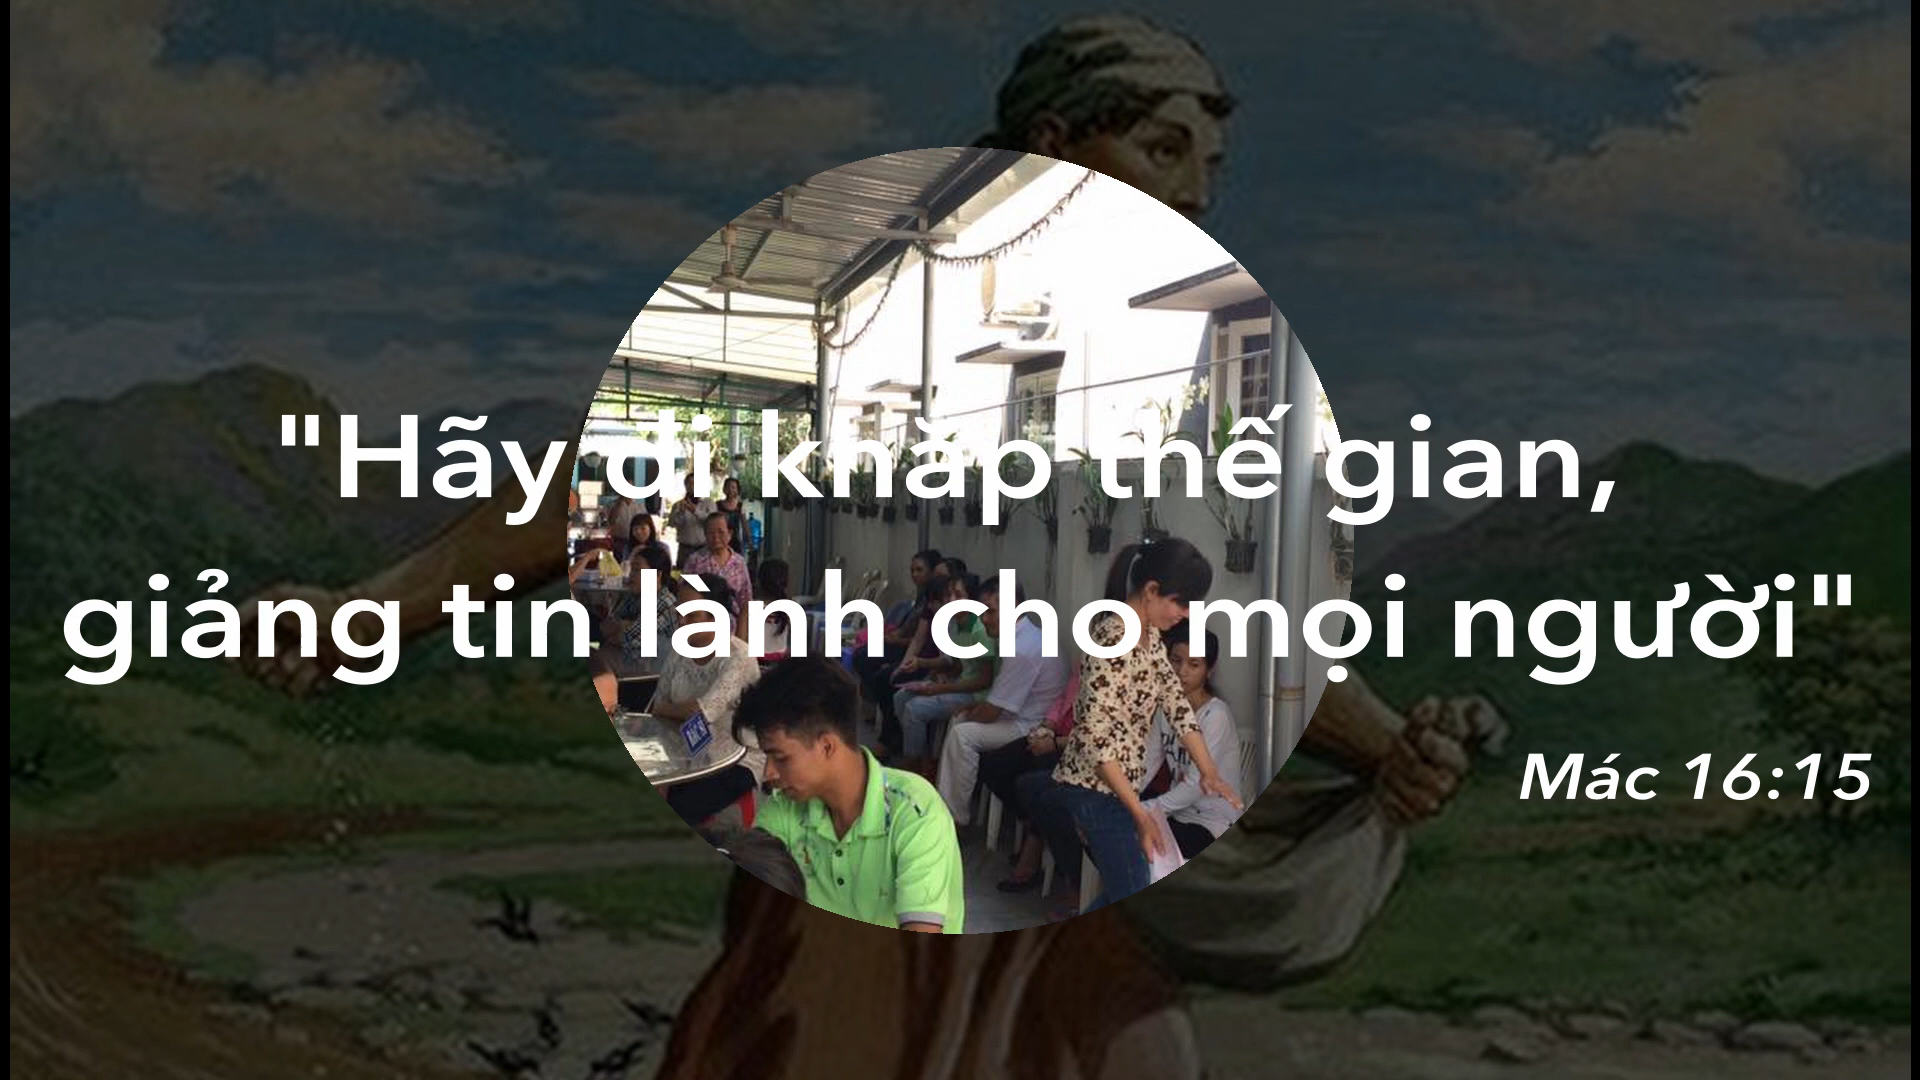 "Hãy đi khắp thế gian,
giảng tin lành cho mọi người"
Mác 16:15